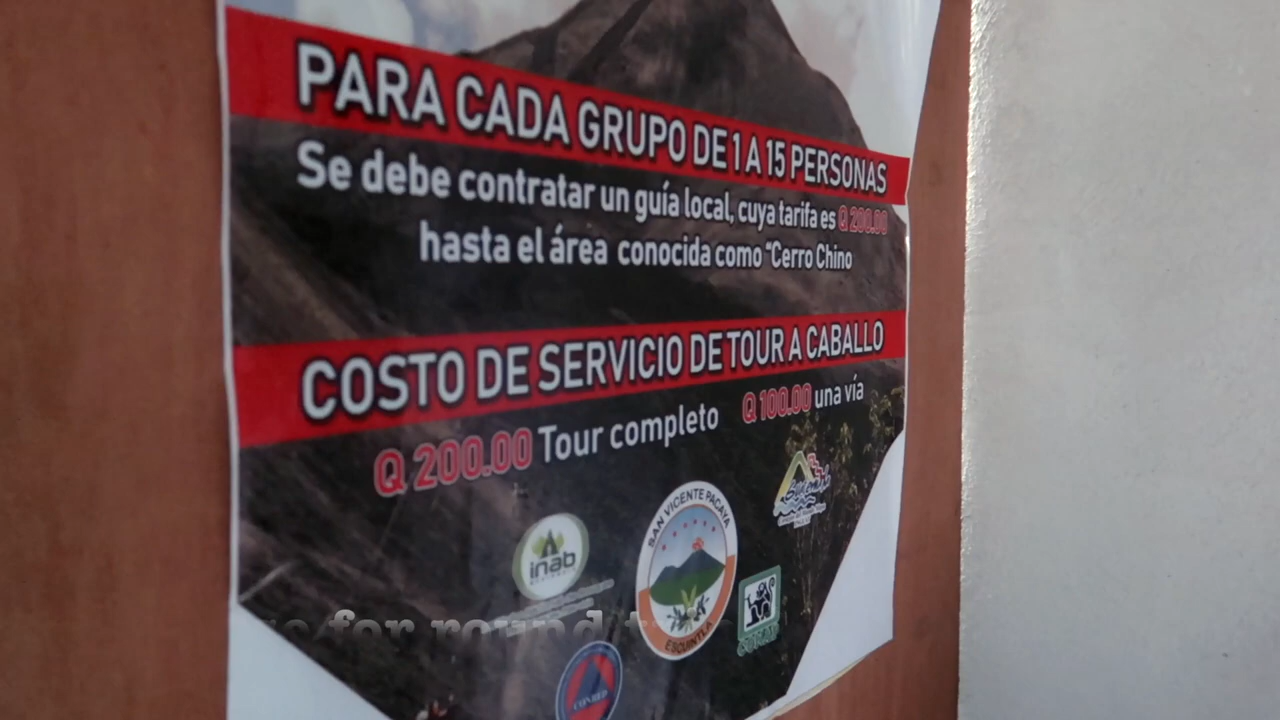 PARA CADA GRUPO DE 1 A 15 PERSONAS
Se debe contratar un guía local, cuya tarifa es Q 200.00
hasta el área conocida como "Cerro Chino
COSTO DE SERVICIO DE TOUR A CABALLO
Q 200.00 Tour completo Q 100.00 una vía
inab
SAN VICENTE PACAYA
ESCUINTLA
CONRED
for round